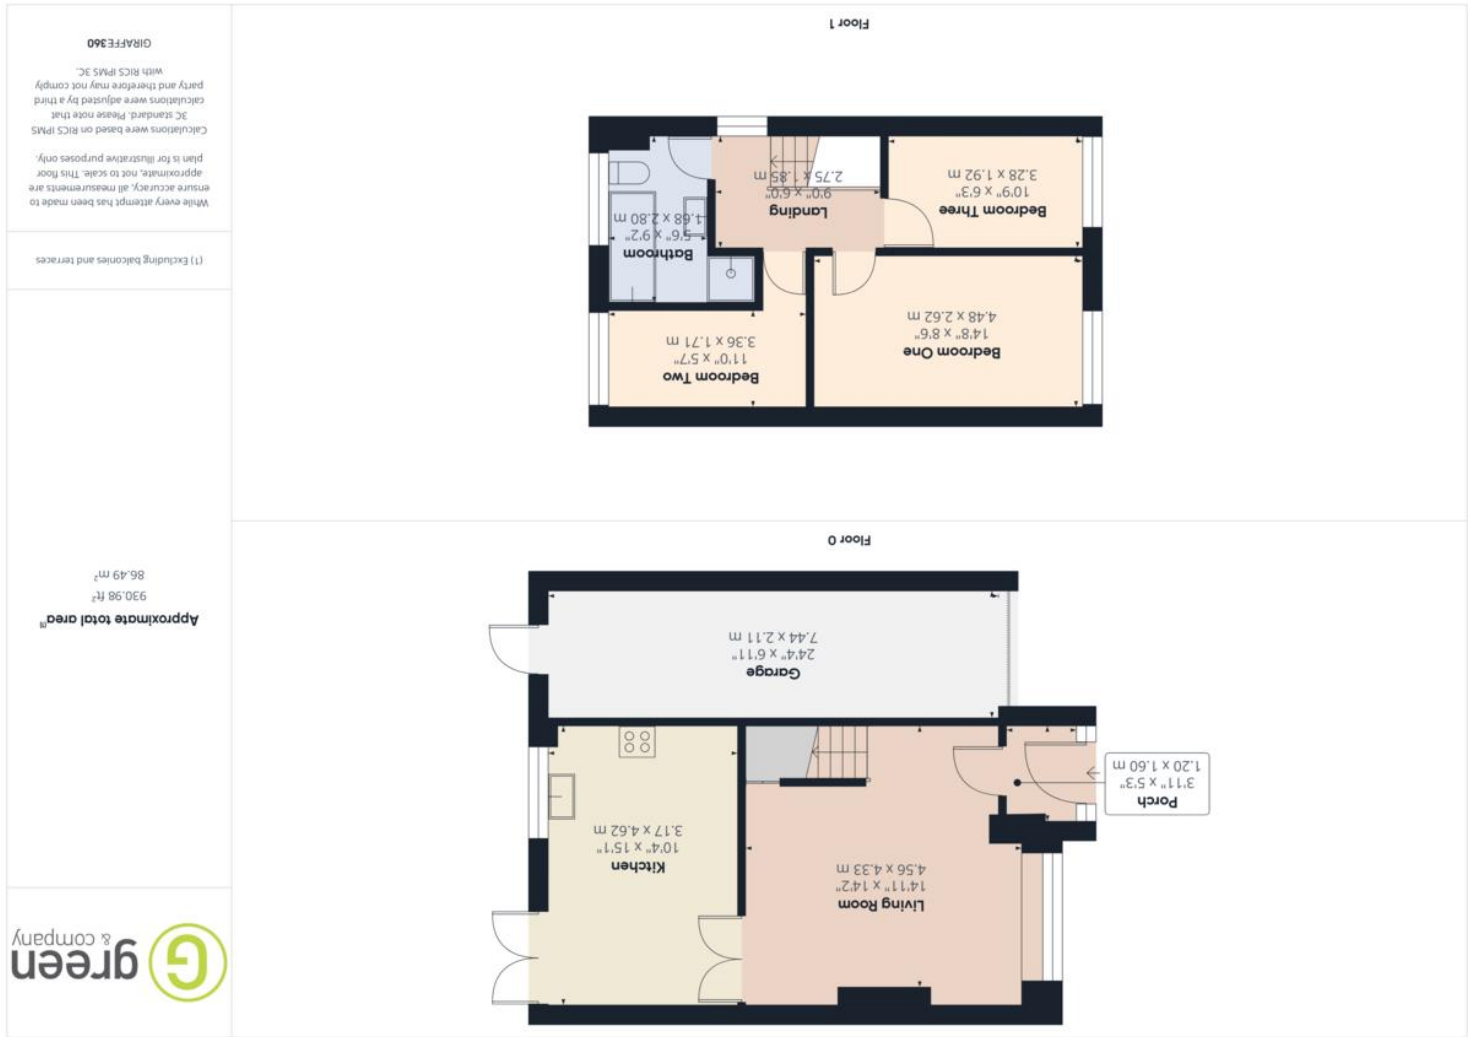 green
& company
Approximate total area⁽¹⁾
930.98 ft²
86.49 m²
(1) Excluding balconies and terraces
While every attempt has been made to
ensure accuracy, all measurements are
approximate, not to scale. This floor
plan is for illustrative purposes only.
Calculations were based on RICS IPMS
3C standard. Please note that
calculations were adjusted by a third
party and therefore may not comply
with RICS IPMS 3C.
GIRAFFE360
Porch
3'11" x 5'3"
1.20 x 1.60 m
Living Room
14'11" x 14'2"
4.56 x 4.33 m
Kitchen
10'4" x 15'1"
3.17 x 4.62 m
Garage
24'4" x 6'11"
7.44 x 2.11 m
Floor 0
Bedroom One
14'8" x 8'6"
4.48 x 2.62 m
Bedroom Two
11'0" x 5'7"
3.36 x 1.71 m
Bedroom Three
10'9" x 6'3"
3.28 x 1.92 m
Landing
9'0" x 6'0"
2.75 x 1.85 m
Bathroom
5'6" x 9'2"
1.68 x 2.80 m
Floor 1